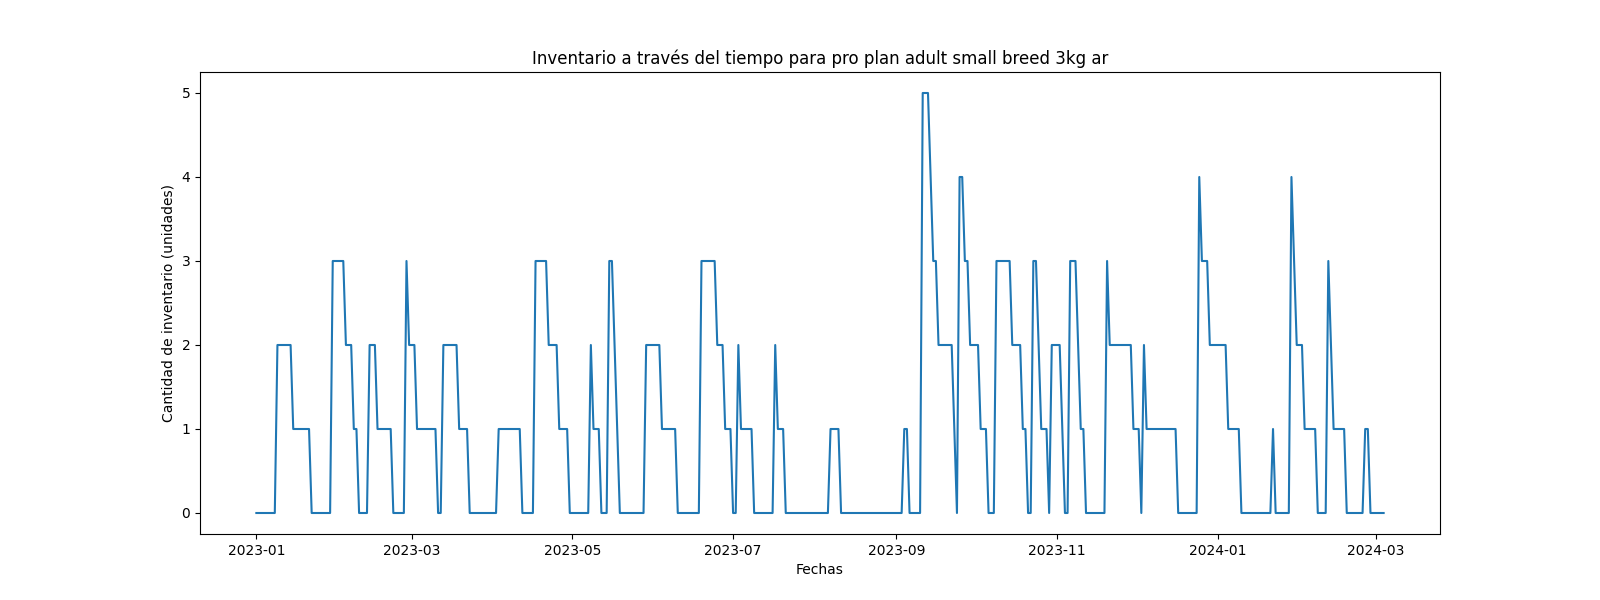 Inventario a través del tiempo para pro plan adult small breed 3kg ar
Cantidad de inventario (unidades)
5
4
3
2
1
0
2023-01 2023-03 2023-05 2023-07 2023-09 2023-11 2024-01 2024-03
Fechas